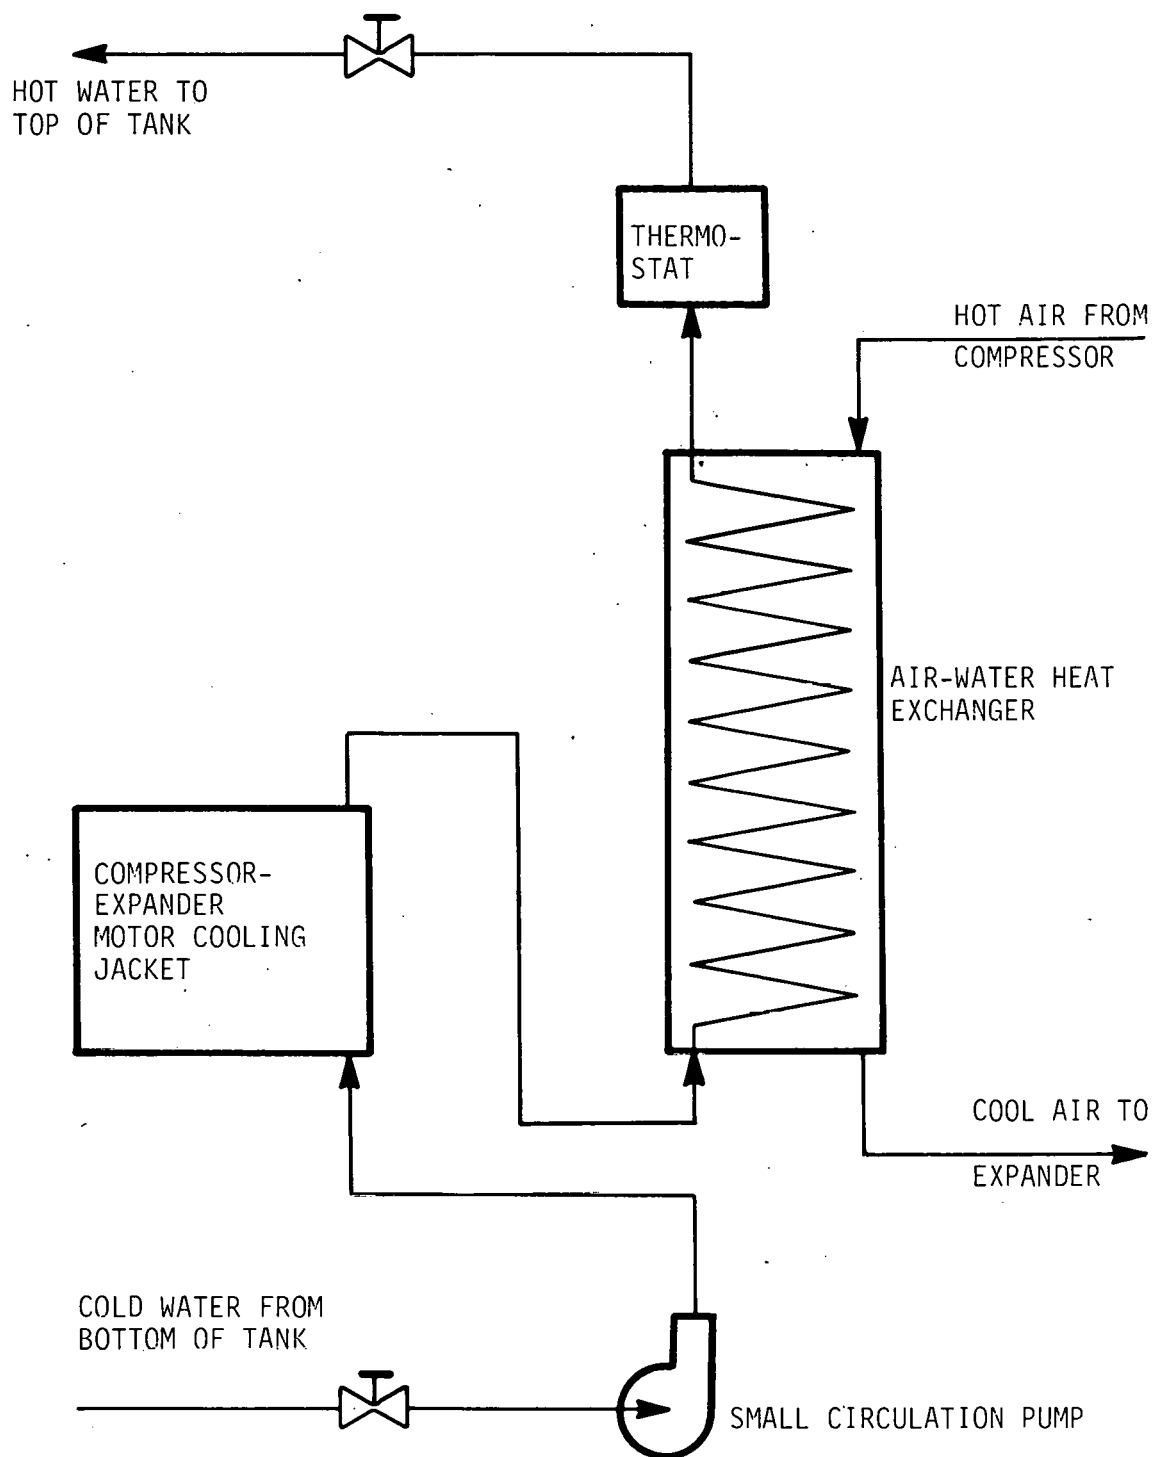 HOT WATER TO
TOP OF TANK
THERMO-
STAT
HOT AIR FROM
COMPRESSOR
AIR-WATER HEAT
EXCHANGER
COMPRESSOR-
EXPANDER
MOTOR COOLING
JACKET
COOL AIR TO
EXPANDER
COLD WATER FROM
BOTTOM OF TANK
SMALL CIRCULATION PUMP